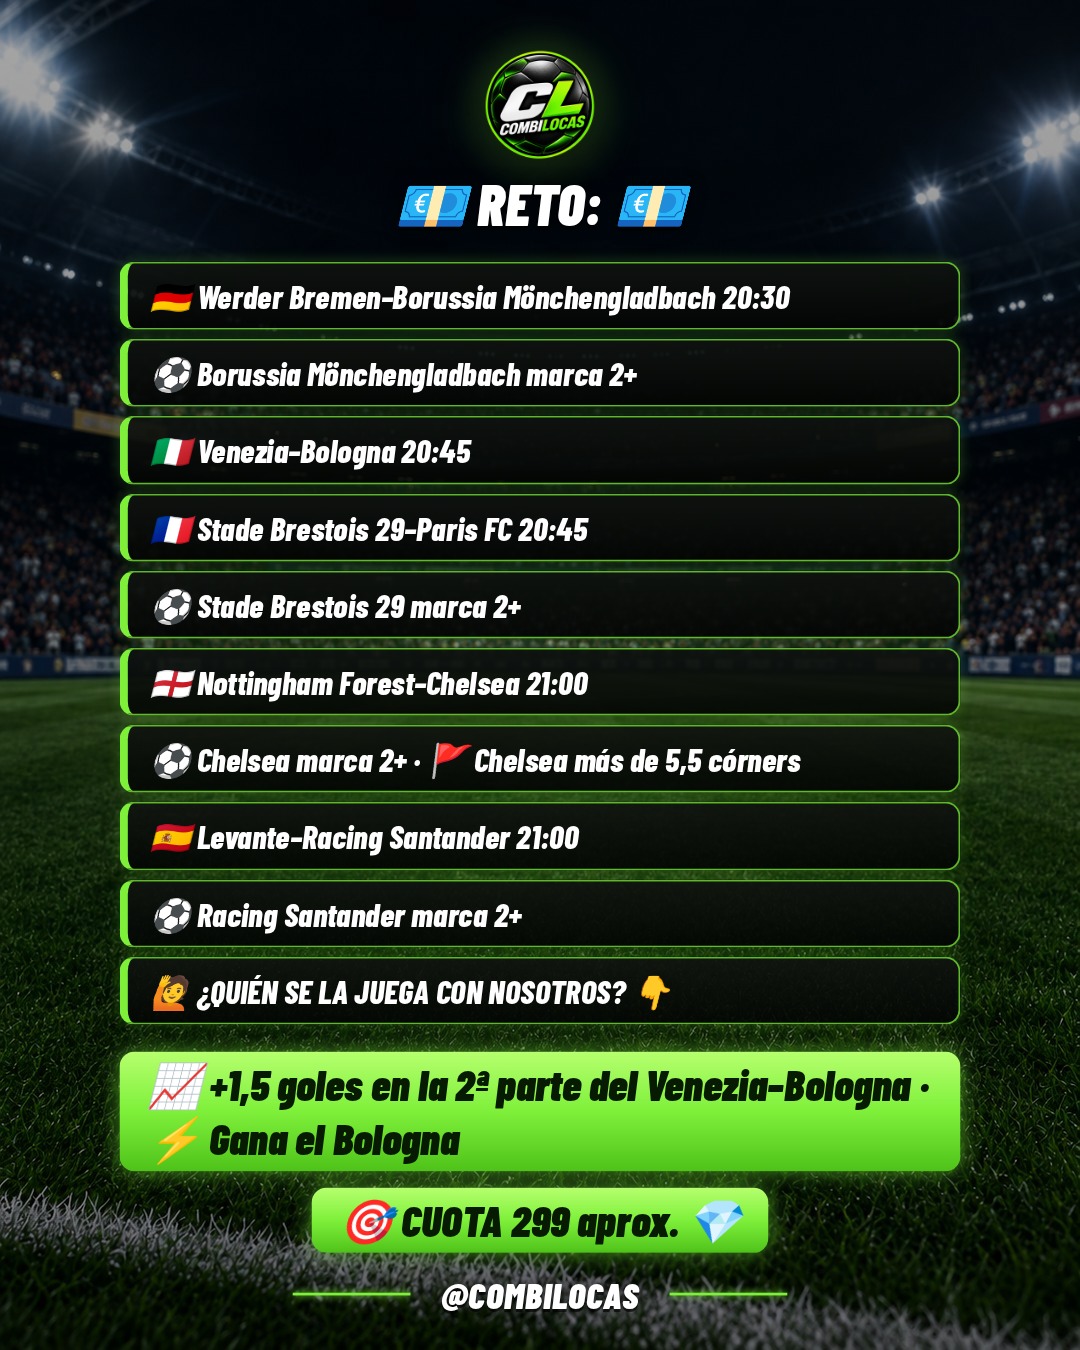 CL
COMBILOCAS
💶 RETO: 💶
🇩🇪 Werder Bremen-Borussia Mönchengladbach 20:30
⚽ Borussia Mönchengladbach marca 2+
🇮🇹 Venezia-Bologna 20:45
🇫🇷 Stade Brestois 29-Paris FC 20:45
⚽ Stade Brestois 29 marca 2+
🏴󠁧󠁢󠁥󠁮󠁧󠁿 Nottingham Forest-Chelsea 21:00
⚽ Chelsea marca 2+ · 🚩 Chelsea más de 5,5 córners
🇪🇸 Levante-Racing Santander 21:00
⚽ Racing Santander marca 2+
🙋 ¿QUIÉN SE LA JUEGA CON NOSOTROS? 👇
📈 +1,5 goles en la 2ª parte del Venezia-Bologna ·
⚡ Gana el Bologna
🎯 CUOTA 299 aprox. 💎
@COMBILOCAS